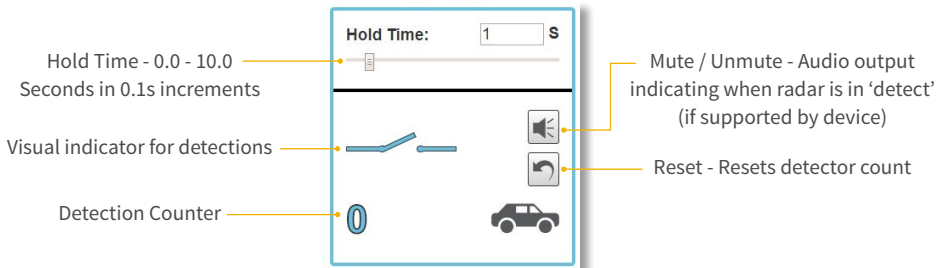 Hold Time: 1 S
Hold Time - 0.0 - 10.0
Seconds in 0.1s increments
Mute / Unmute - Audio output
indicating when radar is in ‘detect’
(if supported by device)
Visual indicator for detections
Reset - Resets detector count
Detection Counter
0